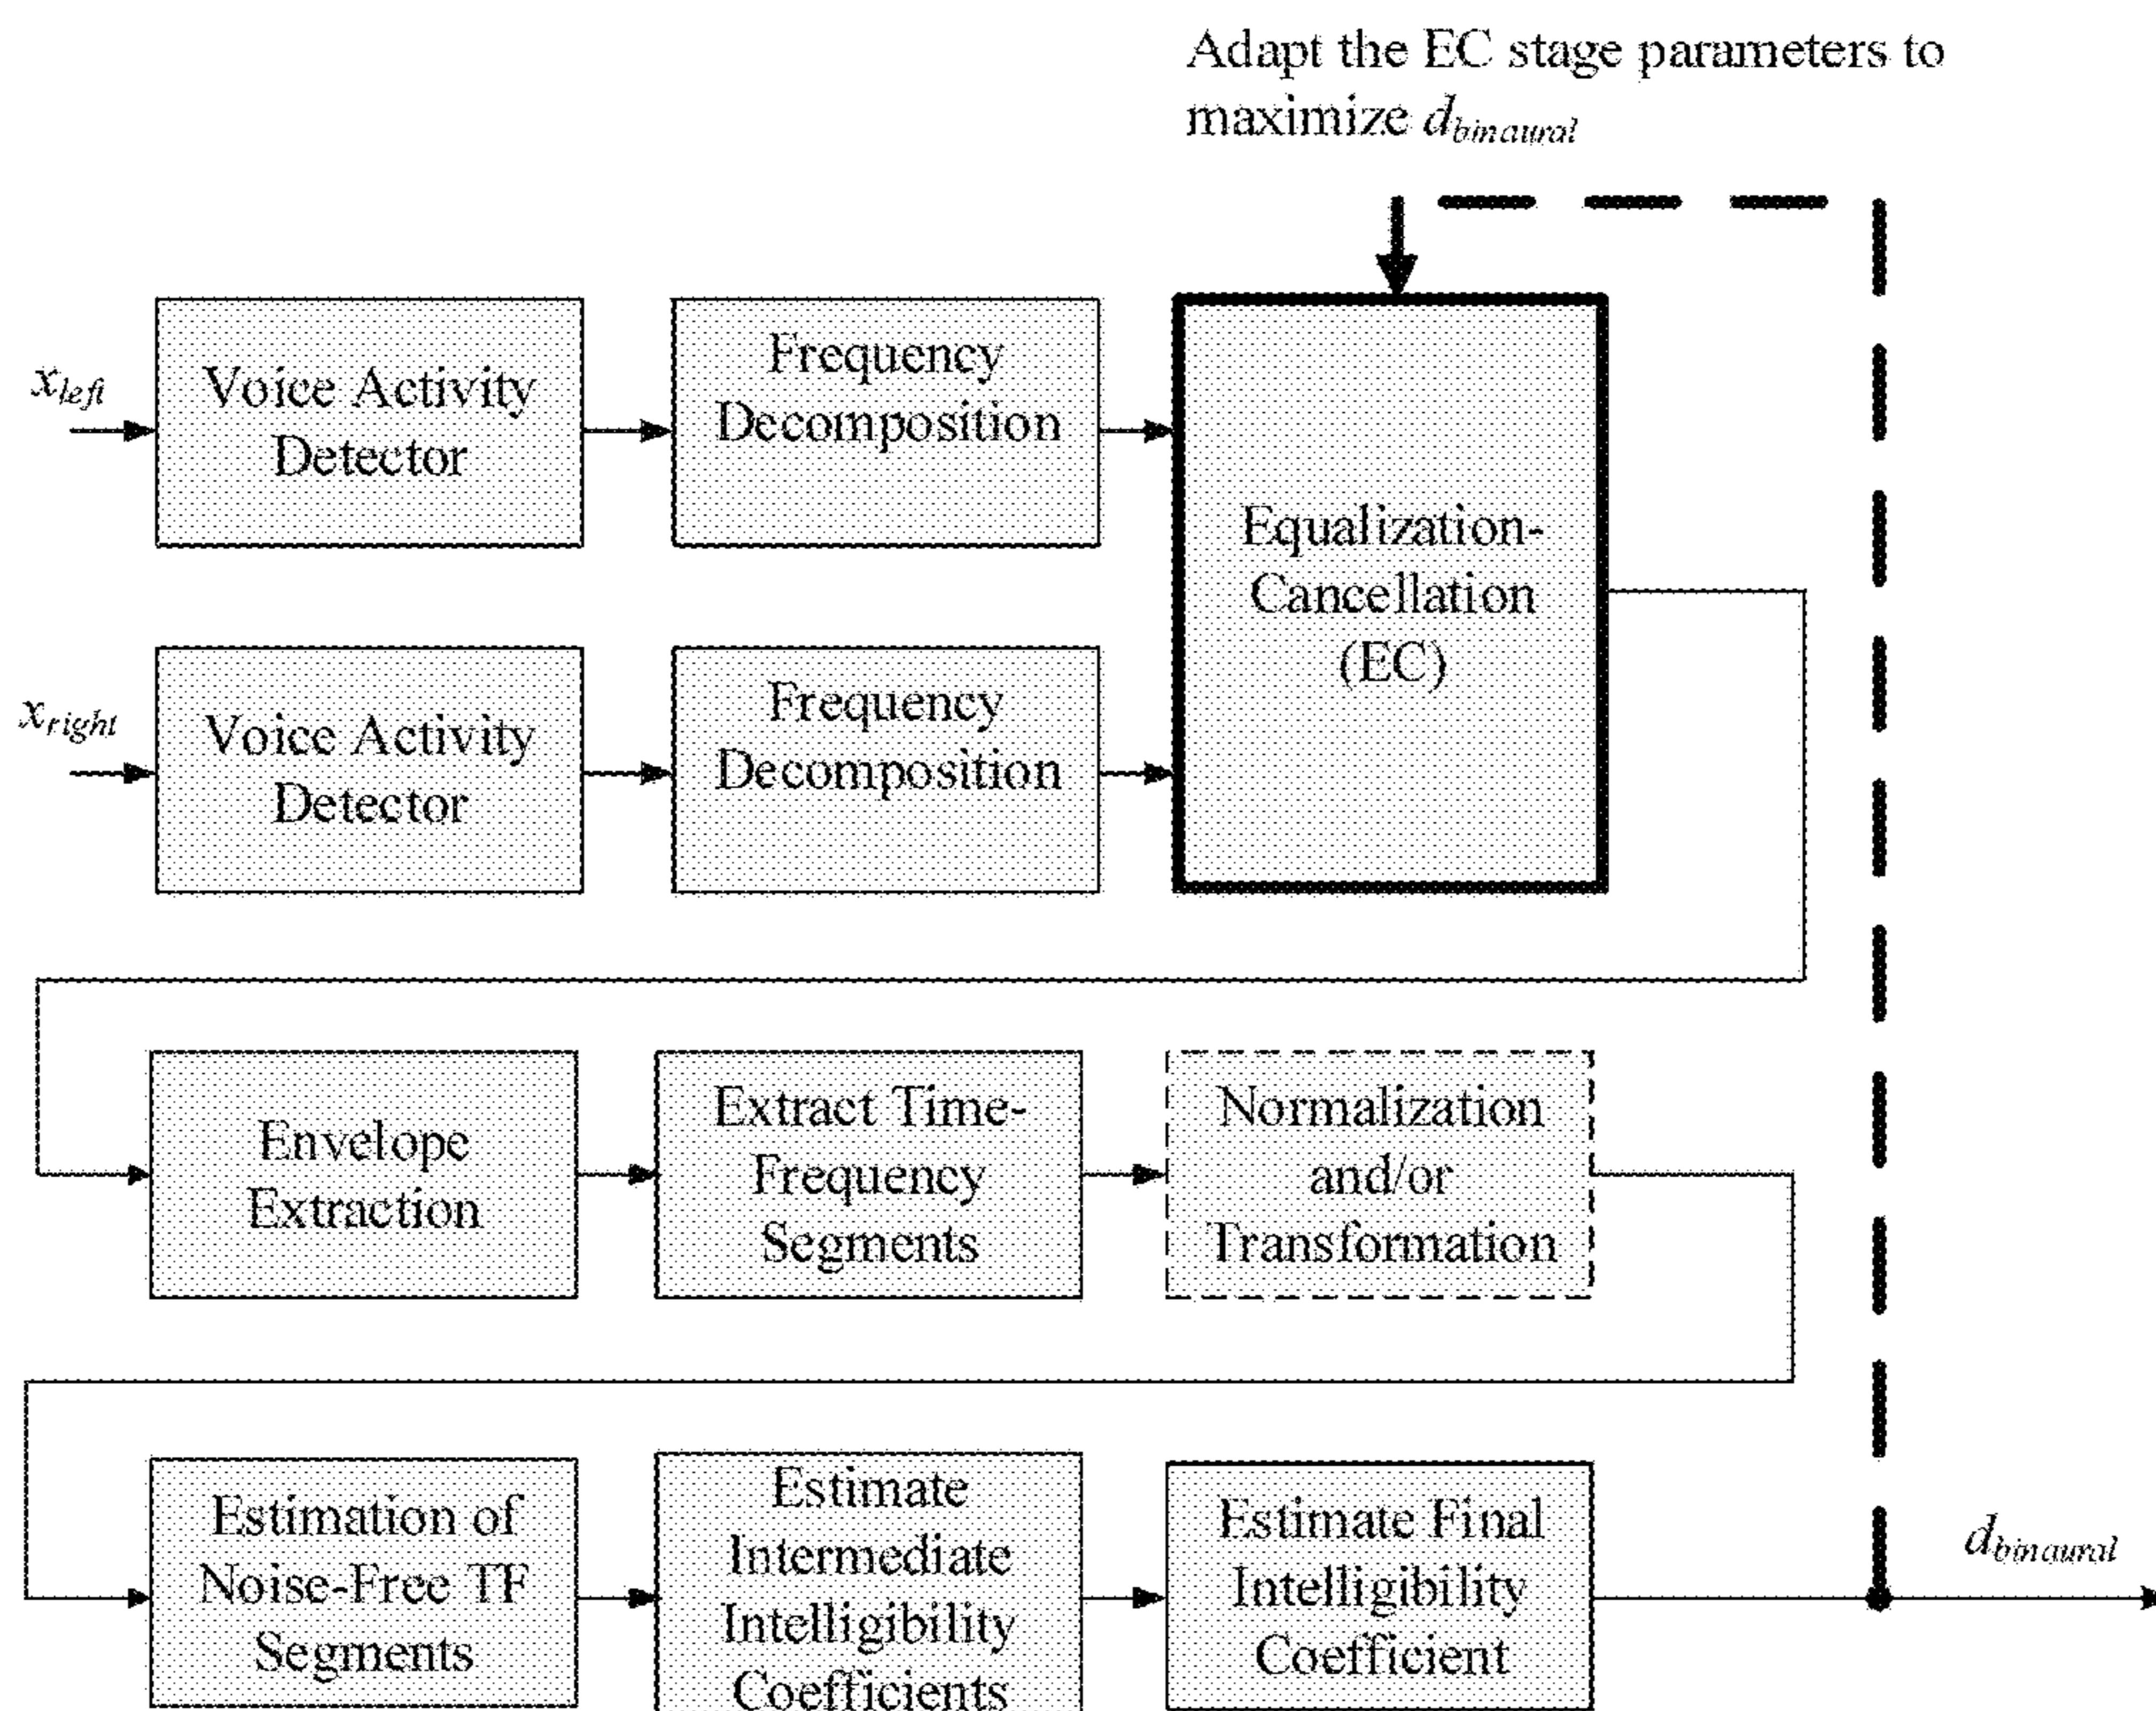 Adapt the EC stage parameters to
maximize d_binaural
x_left
Voice Activity
Detector
Frequency
Decomposition
Equalization-
Cancellation
(EC)
x_right
Voice Activity
Detector
Frequency
Decomposition
Envelope
Extraction
Extract Time-
Frequency
Segments
Normalization
and/or
Transformation
Estimation of
Noise-Free TF
Segments
Estimate
Intermediate
Intelligibility
Coefficients
Estimate Final
Intelligibility
Coefficient
d_binaural